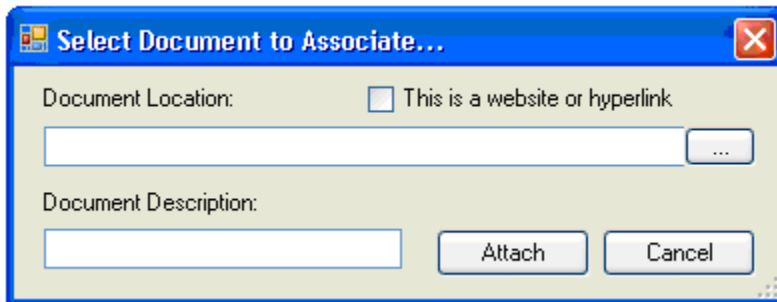 Select Document to Associate...
Document Location: This is a website or hyperlink
...
Document Description:
Attach Cancel